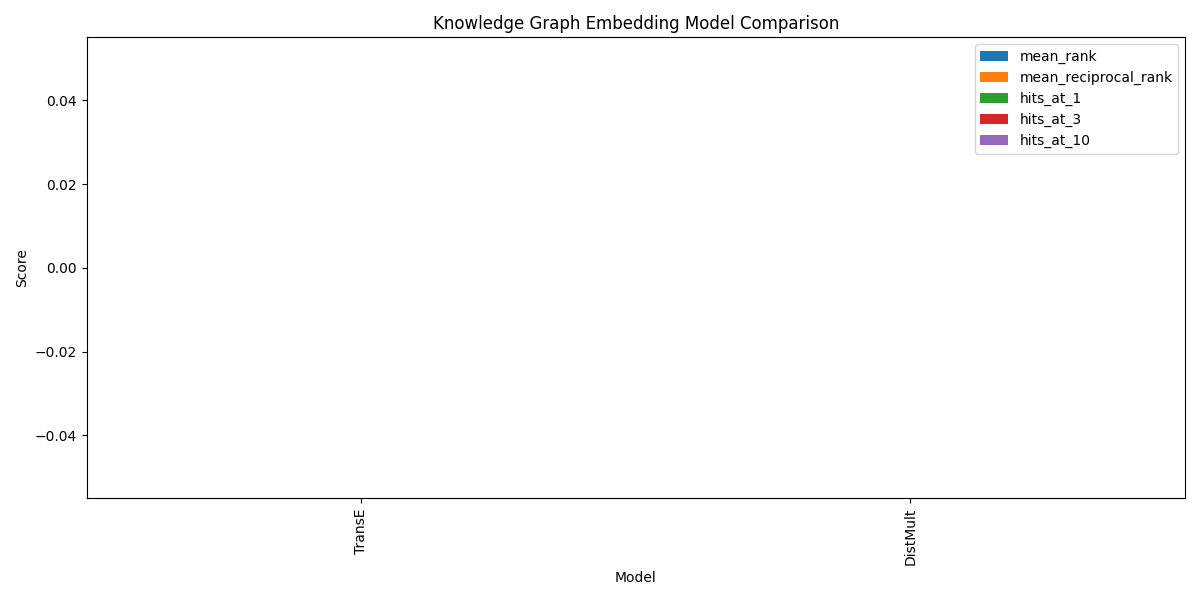 Knowledge Graph Embedding Model Comparison
mean_rank
mean_reciprocal_rank
hits_at_1
hits_at_3
hits_at_10
0.04
0.02
0.00
−0.02
−0.04
Score
TransE
DistMult
Model